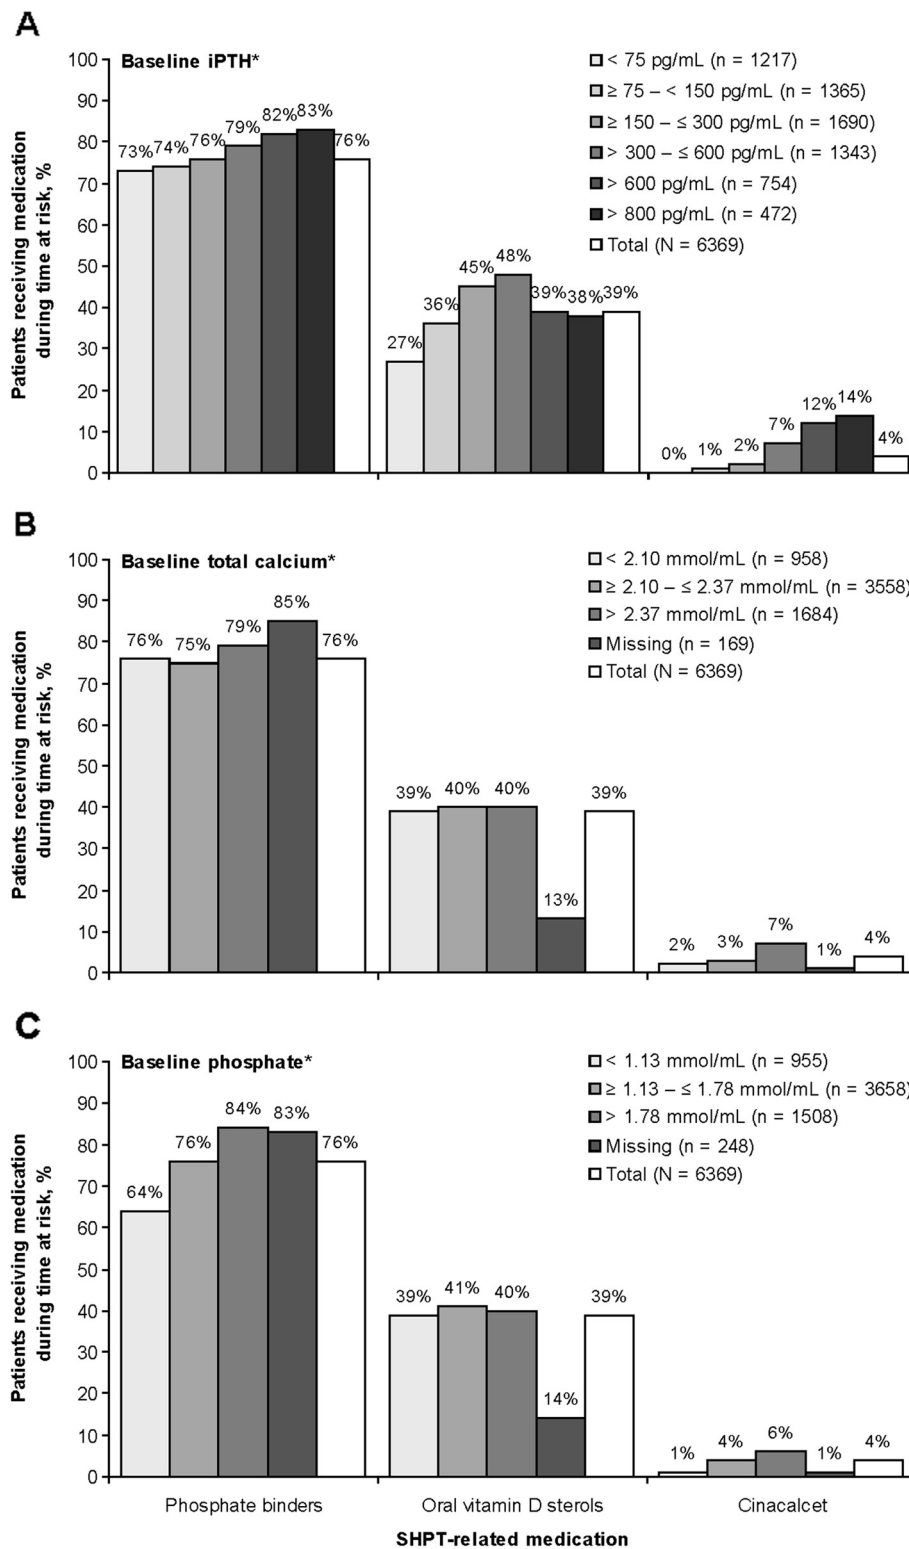 A
Baseline iPTH*
Patients receiving medication
during time at risk, %
100
90
80
70
60
50
40
30
20
10
0
< 75 pg/mL (n = 1217)
≥ 75 – < 150 pg/mL (n = 1365)
≥ 150 – ≤ 300 pg/mL (n = 1690)
> 300 – ≤ 600 pg/mL (n = 1343)
> 600 pg/mL (n = 754)
> 800 pg/mL (n = 472)
Total (N = 6369)
73% 74% 76% 79% 82% 83% 76%
27% 36% 45% 48% 39% 38% 39%
0% 1% 2% 7% 12% 14% 4%
B
Baseline total calcium*
Patients receiving medication
during time at risk, %
100
90
80
70
60
50
40
30
20
10
0
< 2.10 mmol/mL (n = 958)
≥ 2.10 – ≤ 2.37 mmol/mL (n = 3558)
> 2.37 mmol/mL (n = 1684)
Missing (n = 169)
Total (N = 6369)
76% 75% 79% 85% 76%
39% 40% 40% 13% 39%
2% 3% 7% 1% 4%
C
Baseline phosphate*
Patients receiving medication
during time at risk, %
100
90
80
70
60
50
40
30
20
10
0
< 1.13 mmol/mL (n = 955)
≥ 1.13 – ≤ 1.78 mmol/mL (n = 3658)
> 1.78 mmol/mL (n = 1508)
Missing (n = 248)
Total (N = 6369)
64% 76% 84% 83% 76%
39% 41% 40% 14% 39%
1% 4% 6% 1% 4%
Phosphate binders
Oral vitamin D sterols
Cinacalcet
SHPT-related medication